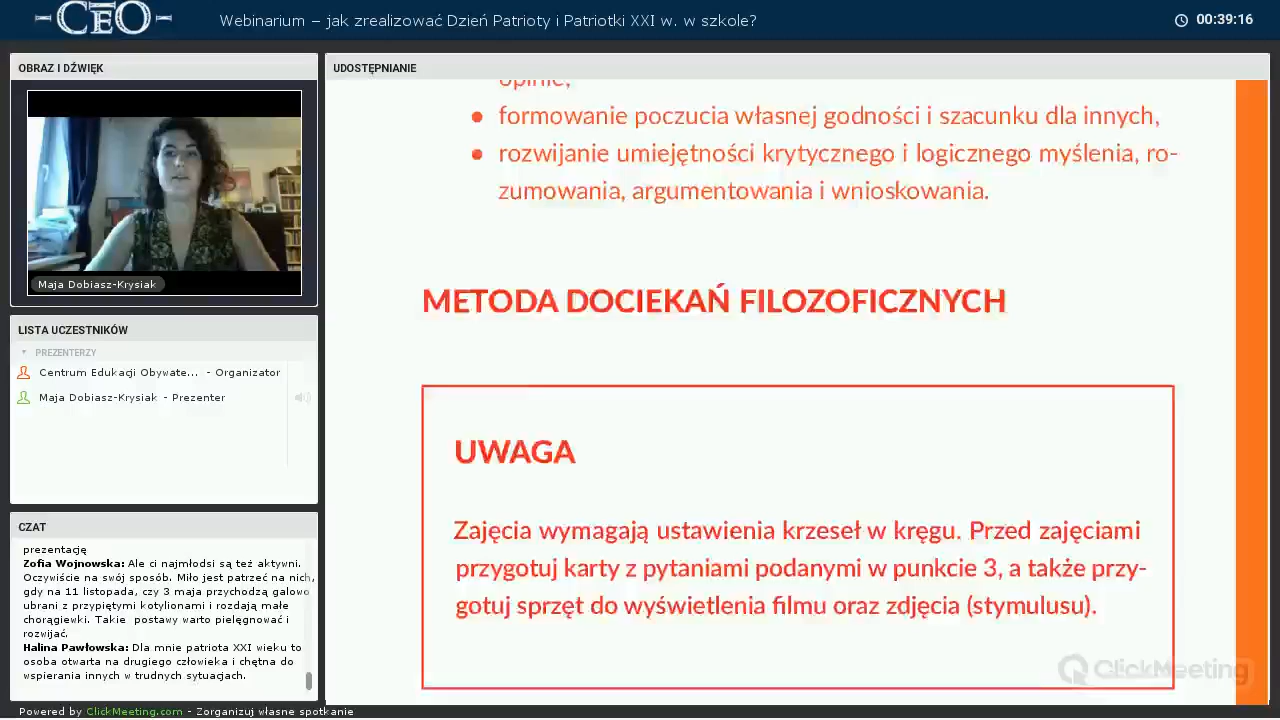 CEO
Webinarium – jak zrealizować Dzień Patrioty i Patriotki XXI w. w szkole?
00:39:16
OBRAZ I DŹWIĘK
Maja Dobiasz-Krysiak
LISTA UCZESTNIKÓW
PREZENTERZY
Centrum Edukacji Obywate... - Organizator
Maja Dobiasz-Krysiak - Prezenter
CZAT
prezentację
Zofia Wojnowska: Ale ci najmłodsi są też aktywni.
Oczywiście na swój sposób. Miło jest patrzeć na nich,
gdy na 11 listopada, czy 3 maja przychodzą galowo
ubrani z przypiętymi kotylionami i rozdają małe
chorągiewki. Takie postawy warto pielęgnować i
rozwijać.
Halina Pawłowska: Dla mnie patriota XXI wieku to
osoba otwarta na drugiego człowieka i chętna do
wspierania innych w trudnych sytuacjach.
UDOSTĘPNIANIE
opinie,
● formowanie poczucia własnej godności i szacunku dla innych,
● rozwijanie umiejętności krytycznego i logicznego myślenia, ro-
zumowania, argumentowania i wnioskowania.
METODA DOCIEKAŃ FILOZOFICZNYCH
UWAGA
Zajęcia wymagają ustawienia krzeseł w kręgu. Przed zajęciami
przygotuj karty z pytaniami podanymi w punkcie 3, a także przy-
gotuj sprzęt do wyświetlenia filmu oraz zdjęcia (stymulusu).
ClickMeeting
Powered by ClickMeeting.com - Zorganizuj własne spotkanie